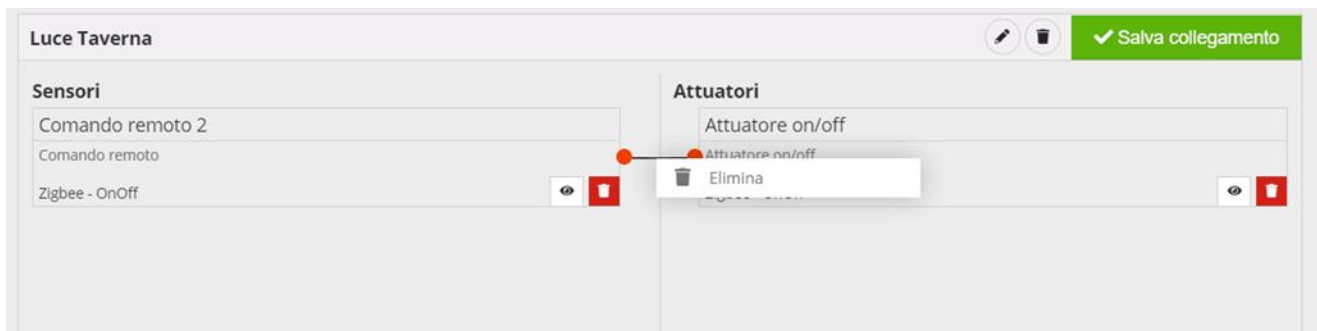 Luce Taverna
Salva collegamento
Sensori
Comando remoto 2
Comando remoto
Zigbee - OnOff
Attuatori
Attuatore on/off
Attuatore on/off
Elimina